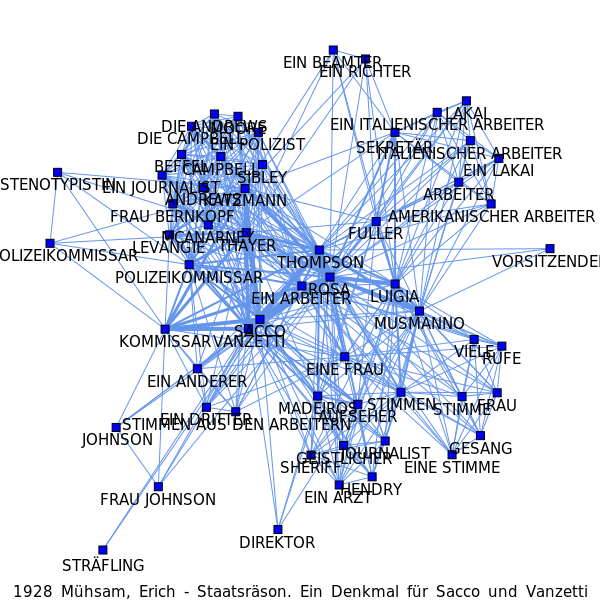 EIN BEAMTER
EIN RICHTER
LAKAI
EIN ITALIENISCHER ARBEITER
DIE ANDREWS
DIE CAMPBELL
EIN POLIZIST
SEKRETÄR
ITALIENISCHER ARBEITER
BEFFEL
CAMPBELL
SIBLEY
EIN LAKAI
STENOTYPISTIN
EIN JOURNALIST
ANDREWS
KATZMANN
ARBEITER
FRAU BERNKOPF
AMERIKANISCHER ARBEITER
FULLER
MCANARNEY
LEVANGIE
THAYER
POLIZEIKOMMISSAR
THOMPSON
VORSITZENDER
POLIZEIKOMMISSAR
ROSA
EIN ARBEITER
LUIGIA
MUSMANNO
SACCO
KOMMISSAR
VANZETTI
VIELE
RUFE
EINE FRAU
EIN ANDERER
MADEIROS
STIMMEN
STIMME
FRAU
AUFSEHER
EIN DRITTER
STIMMEN AUS DEN ARBEITERN
JOHNSON
GESANG
JOURNALIST
GEISTLICHER
SHERIFF
EINE STIMME
HENDRY
EIN ARZT
FRAU JOHNSON
DIREKTOR
STRÄFLING
1928 Mühsam, Erich - Staatsräson. Ein Denkmal für Sacco und Vanzetti